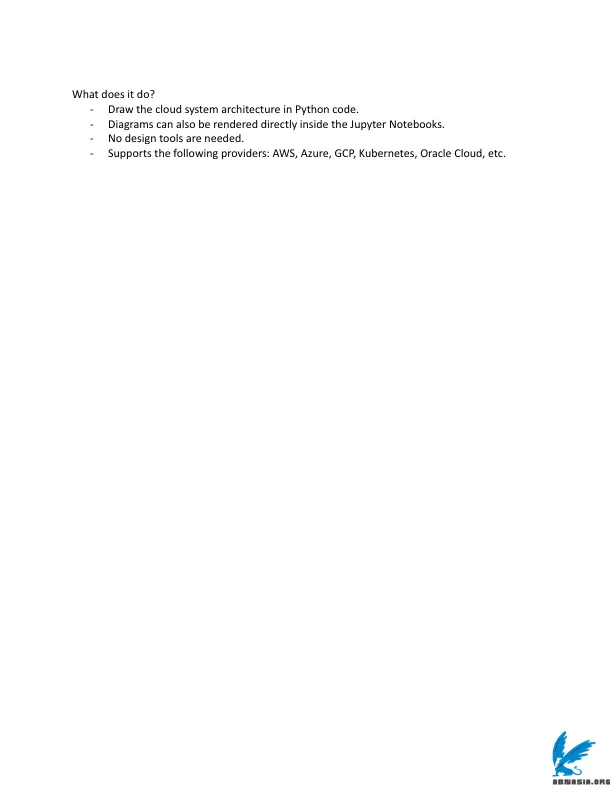 What does it do?
- Draw the cloud system architecture in Python code.
- Diagrams can also be rendered directly inside the Jupyter Notebooks.
- No design tools are needed.
- Supports the following providers: AWS, Azure, GCP, Kubernetes, Oracle Cloud, etc.
ABNASIA.ORG